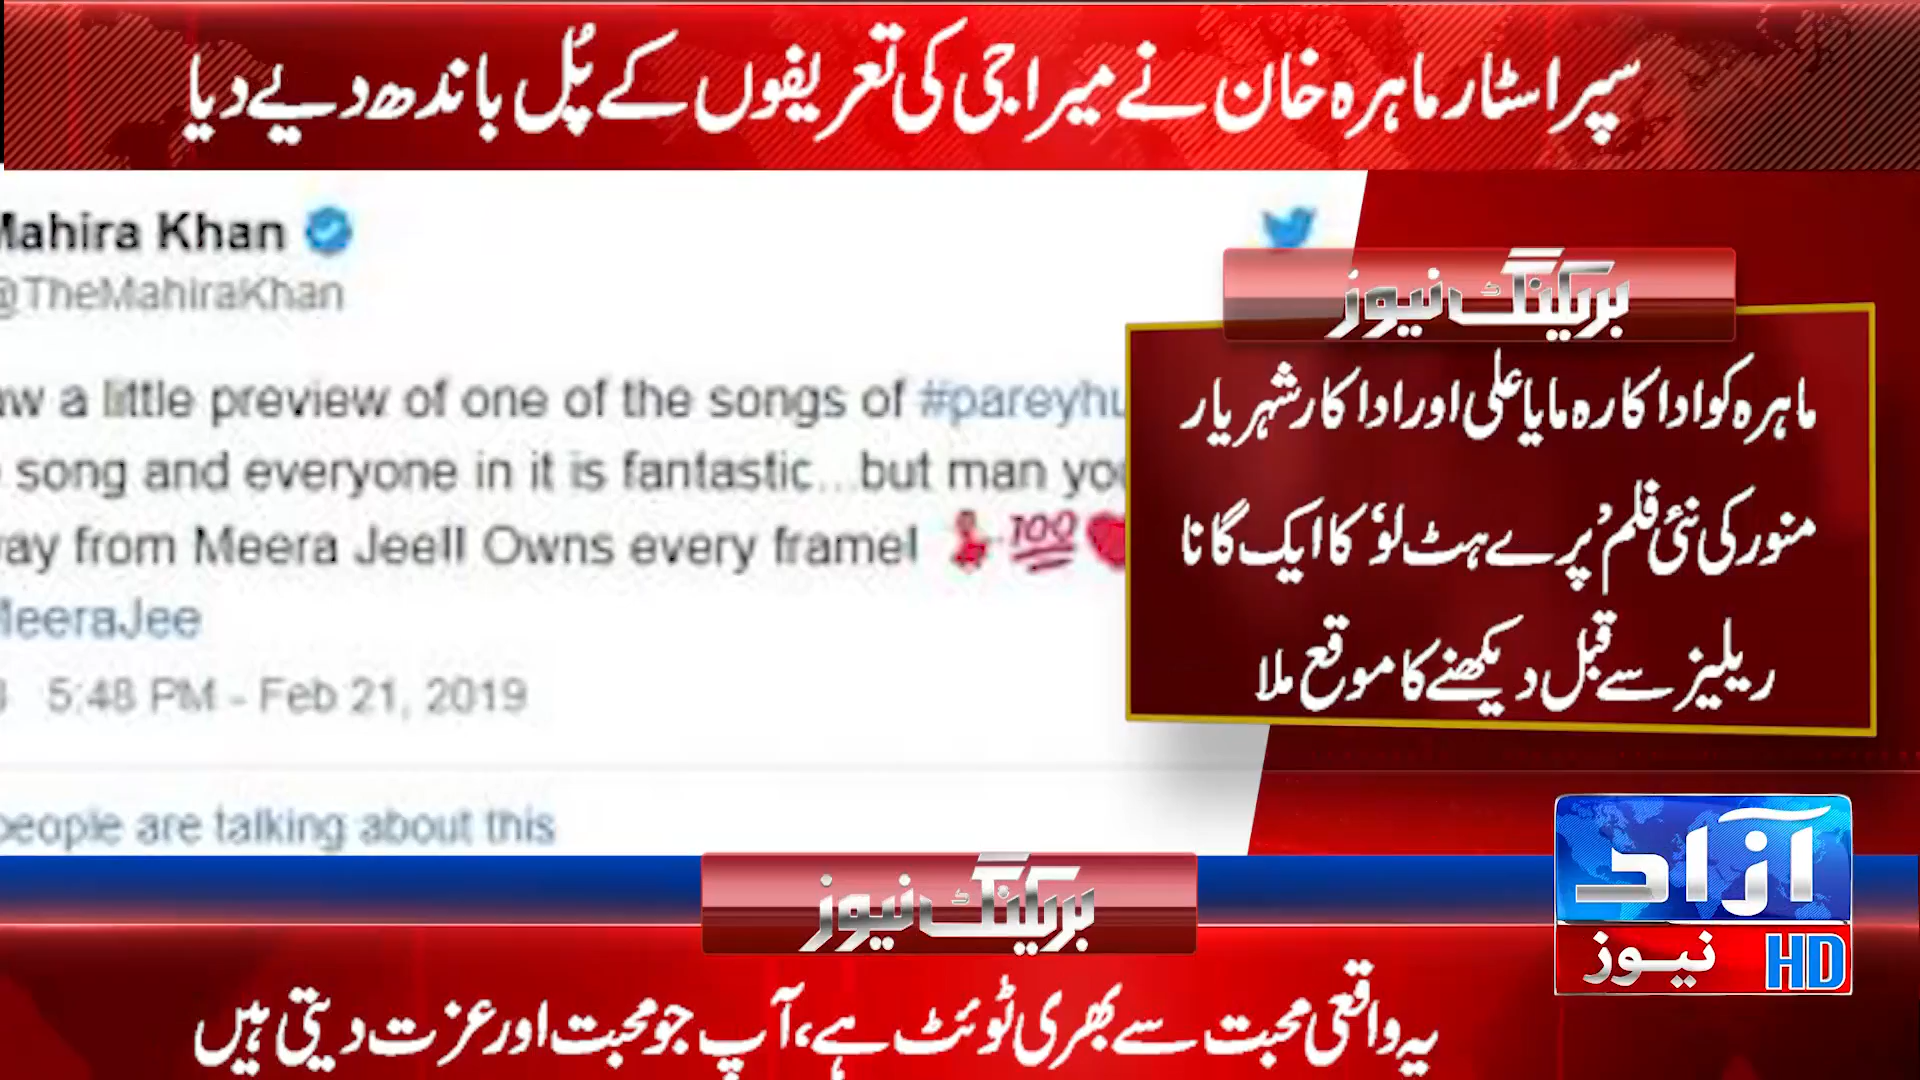 سپر اسٹار ماہرہ خان نے میرا جی کی تعریفوں کے پُل باندھ دیے دیا
Mahira Khan
@TheMahiraKhan
a little preview of one of the songs of #pareyhu
song and everyone in it is fantastic...but man yo
from Meera Jee!! Owns every frame! 💃💯❤
MeeraJee
5:48 PM - Feb 21, 2019
people are talking about this
بریکنگ نیوز
ماہرہ کو اداکارہ مایا علی اور اداکار شہریار
منور کی نئی فلم ’پرے ہٹ لو‘ کا ایک گانا
ریلیز سے قبل دیکھنے کا موقع ملا
آزاد
نیوز HD
بریکنگ نیوز
یہ واقعی محبت سے بھری ٹوئٹ ہے، آپ جو محبت اور عزت دیتی ہیں